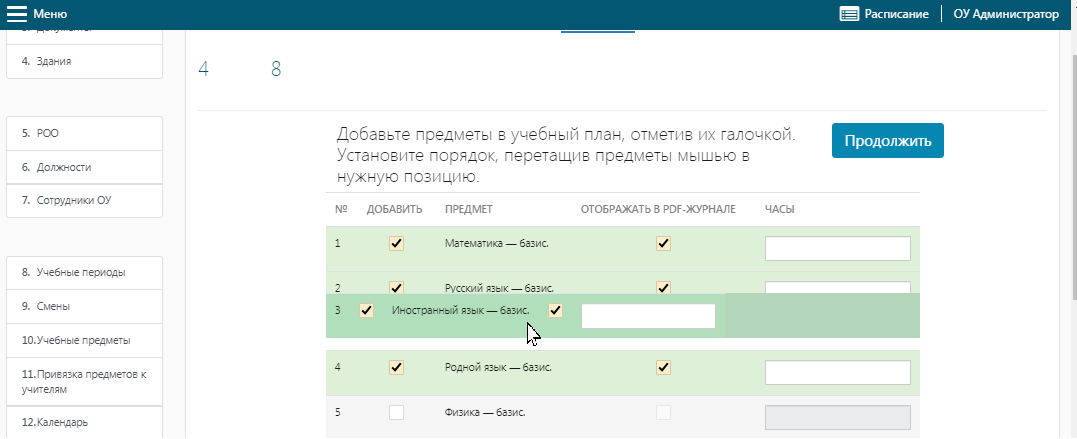 Меню
Расписание
ОУ Администратор
3. Документы
4. Здания
5. РОО
6. Должности
7. Сотрудники ОУ
8. Учебные периоды
9. Смены
10.Учебные предметы
11.Привязка предметов к
учителям
12.Календарь
4 8
Добавьте предметы в учебный план, отметив их галочкой.
Установите порядок, перетащив предметы мышью в
нужную позицию.
Продолжить
№ ДОБАВИТЬ ПРЕДМЕТ ОТОБРАЖАТЬ В PDF-ЖУРНАЛЕ ЧАСЫ
1 Математика — базис.
2 Русский язык — базис.
3 Иностранный язык — базис.
4 Родной язык — базис.
5 Физика — базис.